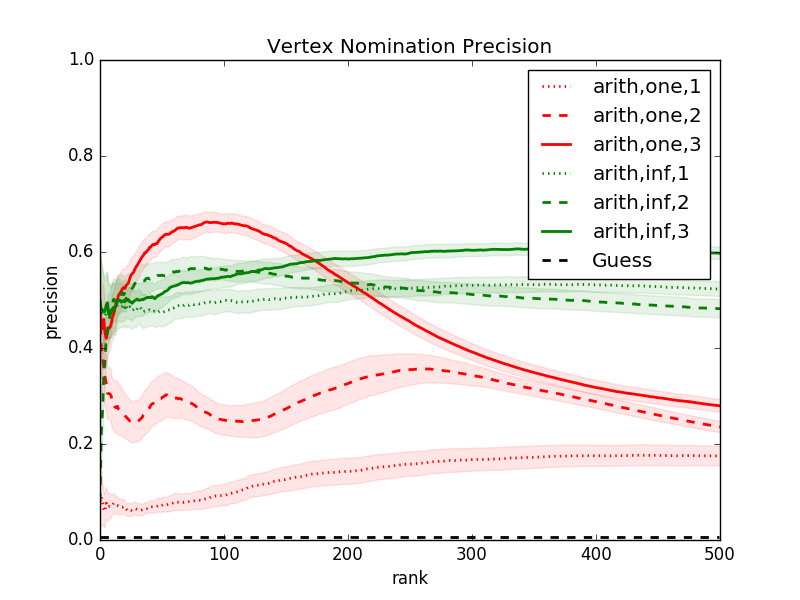 Vertex Nomination Precision
1.0
0.8
0.6
0.4
0.2
0.0
precision
arith,one,1
arith,one,2
arith,one,3
arith,inf,1
arith,inf,2
arith,inf,3
Guess
0 100 200 300 400 500
rank